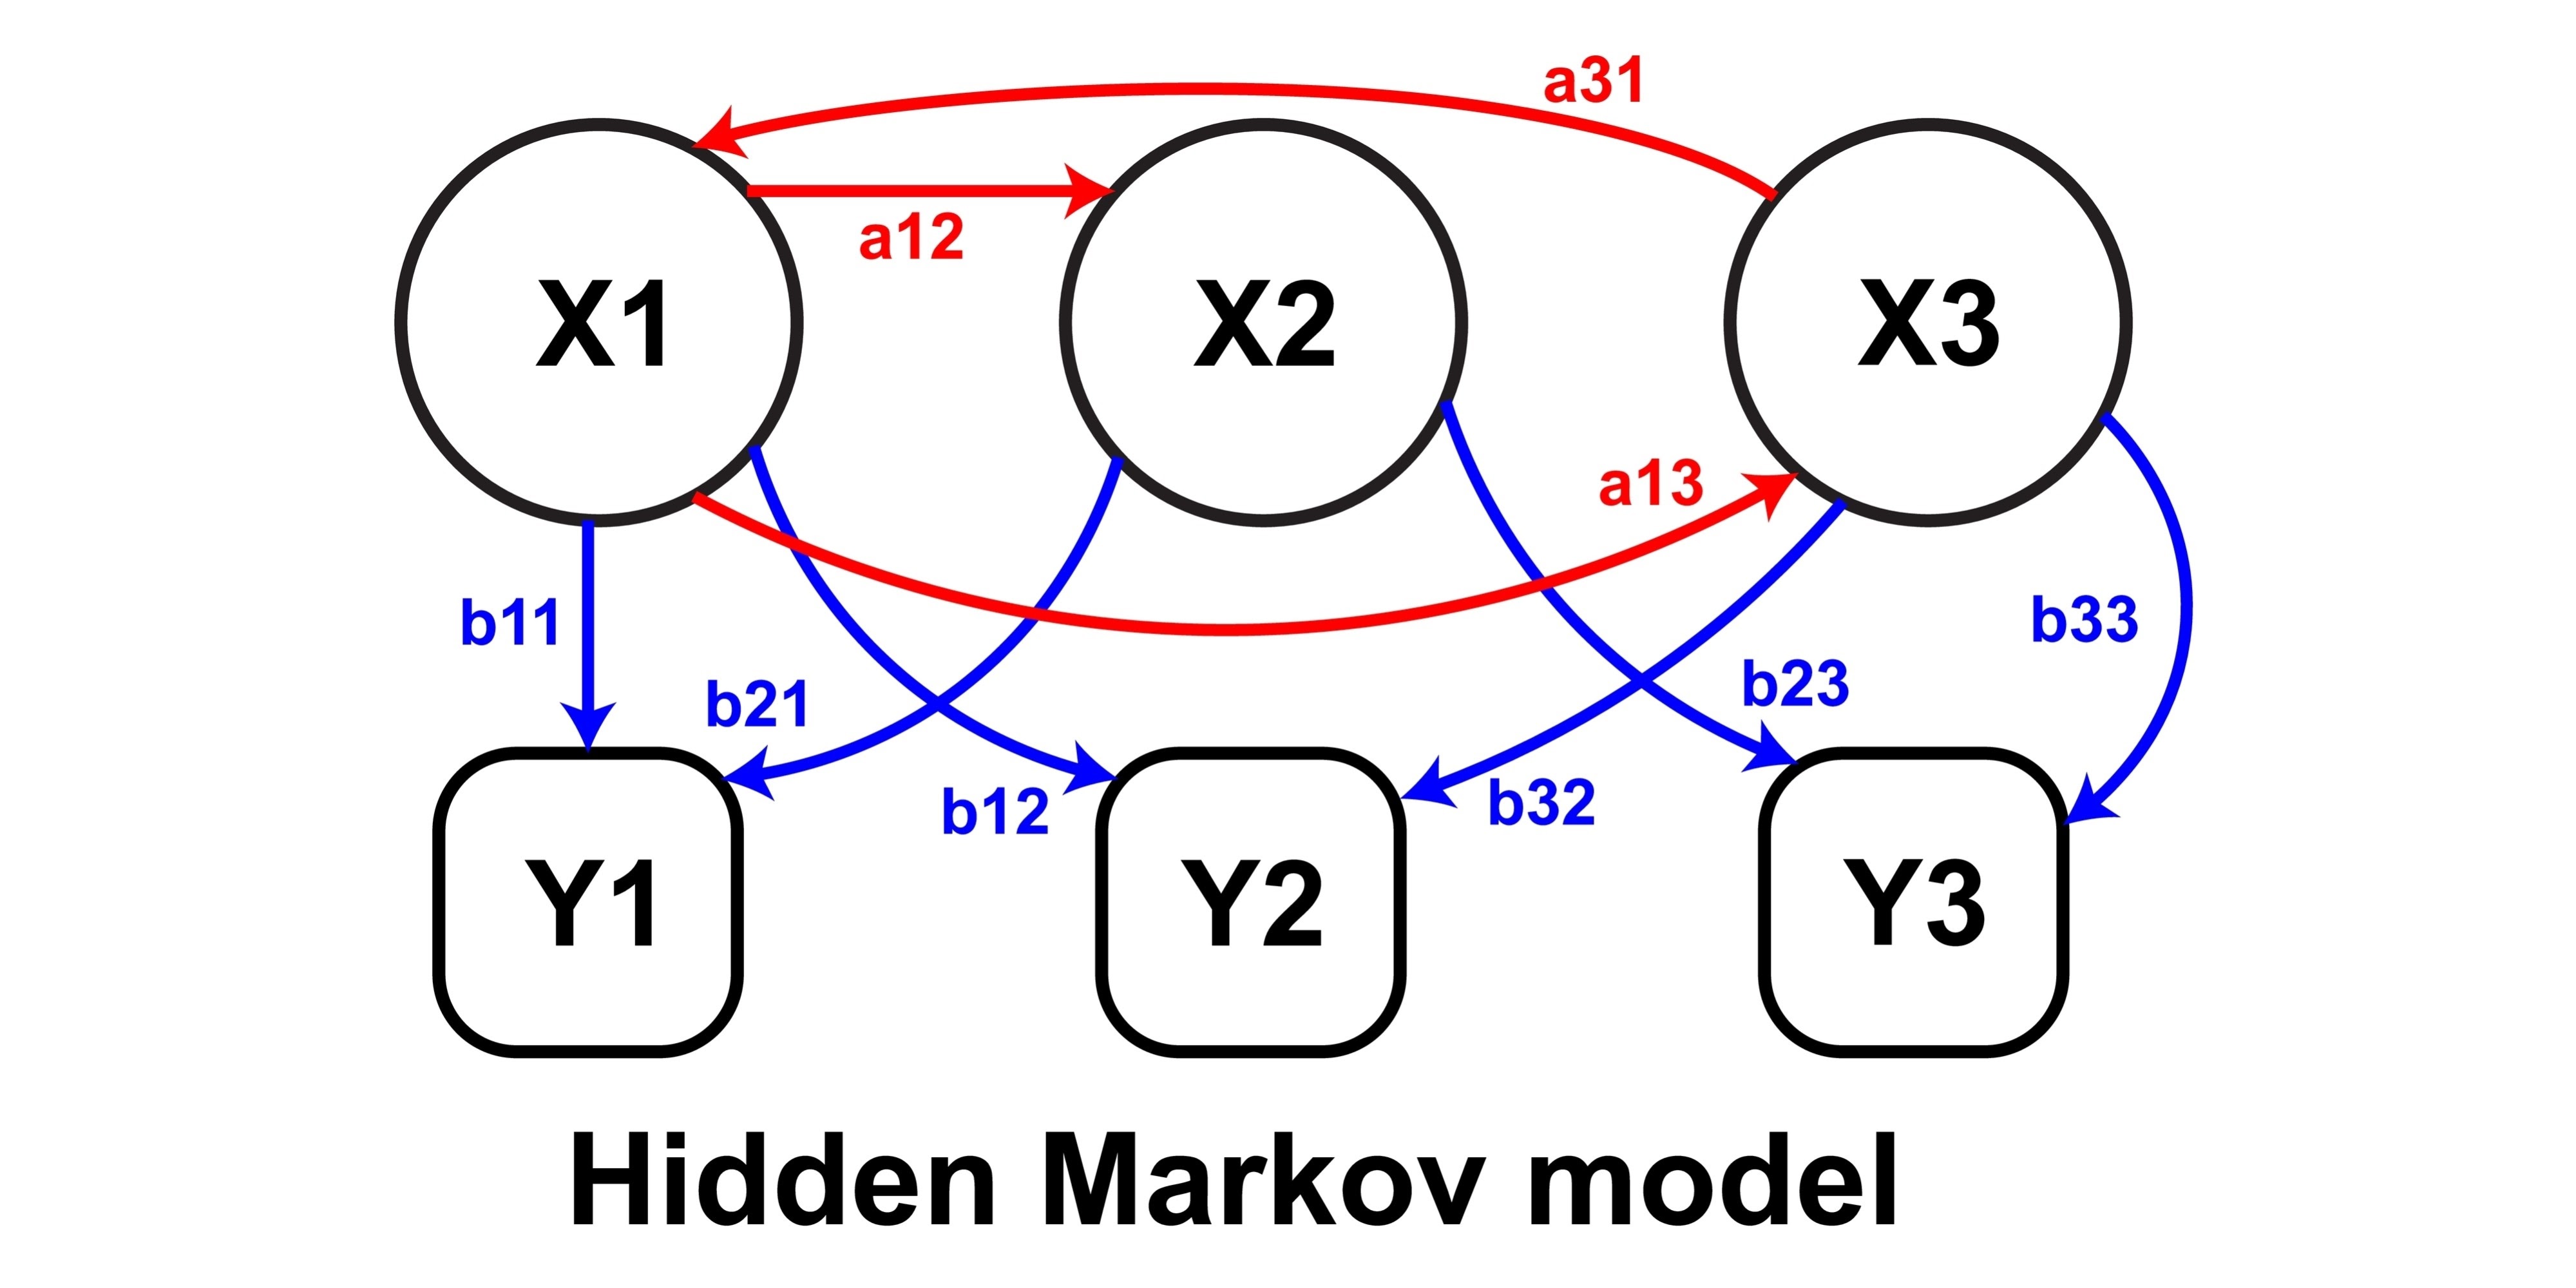 a31
a12
X1
X2
X3
a13
b11
b33
b21
b23
b12
b32
Y1
Y2
Y3
Hidden Markov model